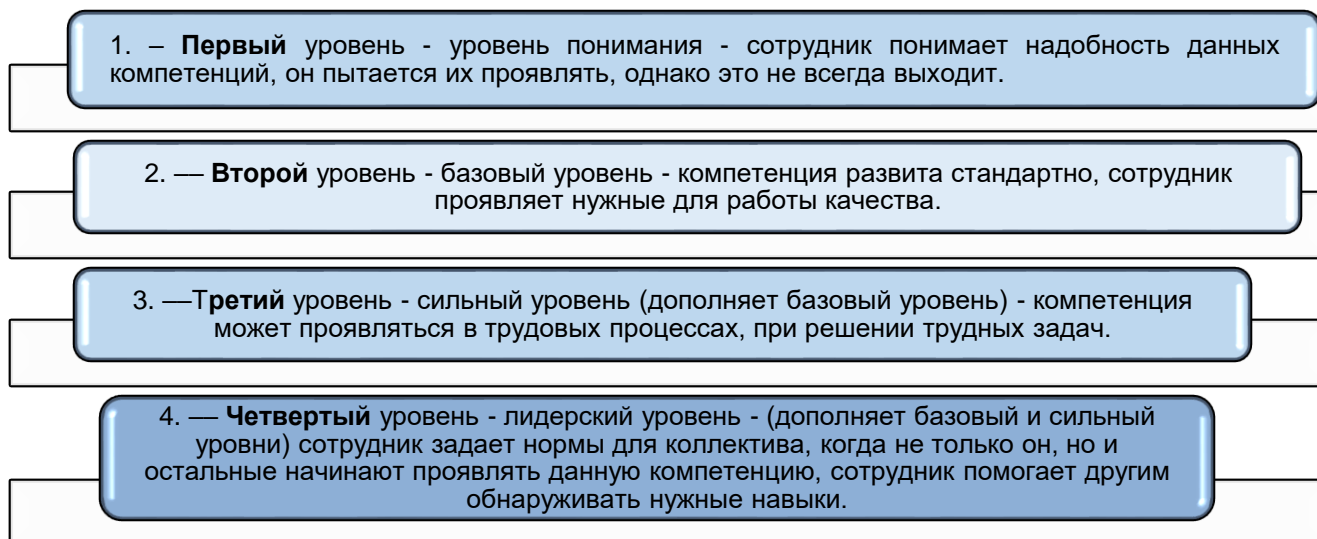 1. – Первый уровень - уровень понимания - сотрудник понимает надобность данных
компетенций, он пытается их проявлять, однако это не всегда выходит.
2. –– Второй уровень - базовый уровень - компетенция развита стандартно, сотрудник
проявляет нужные для работы качества.
3. ––Третий уровень - сильный уровень (дополняет базовый уровень) - компетенция
может проявляться в трудовых процессах, при решении трудных задач.
4. –– Четвертый уровень - лидерский уровень - (дополняет базовый и сильный
уровни) сотрудник задает нормы для коллектива, когда не только он, но и
остальные начинают проявлять данную компетенцию, сотрудник помогает другим
обнаруживать нужные навыки.